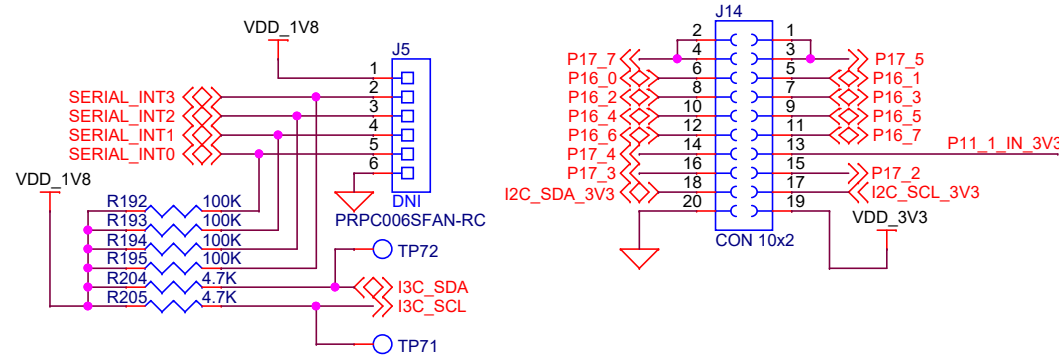 VDD_1V8
J5
1
SERIAL_INT3
2
SERIAL_INT2
3
SERIAL_INT1
4
SERIAL_INT0
5
6
DNI
PRPC006SFAN-RC
VDD_1V8
R192 100K
R193 100K
R194 100K
R195 100K
R204 4.7K
R205 4.7K
TP72
I3C_SDA
I3C_SCL
TP71
J14
2 1
P17_7 4 3 P17_5
P16_0 6 5 P16_1
P16_2 8 7 P16_3
P16_4 10 9 P16_5
P16_6 12 11 P16_7
P17_4 14 13 P11_1_IN_3V3
P17_3 16 15 P17_2
I2C_SDA_3V3 18 17 I2C_SCL_3V3
20 19 VDD_3V3
CON 10x2